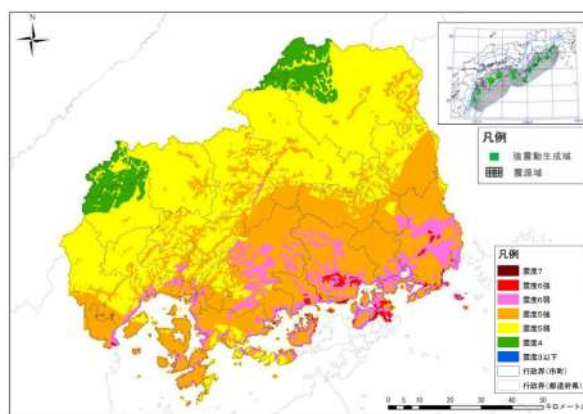 N
凡例
強震動生成域
震源域
凡例
震度7
震度6強
震度6弱
震度5強
震度5弱
震度4
震度3以下
行政界(市町)
行政界(都道府県)
0 5 10 20 30 40 50
キロメートル